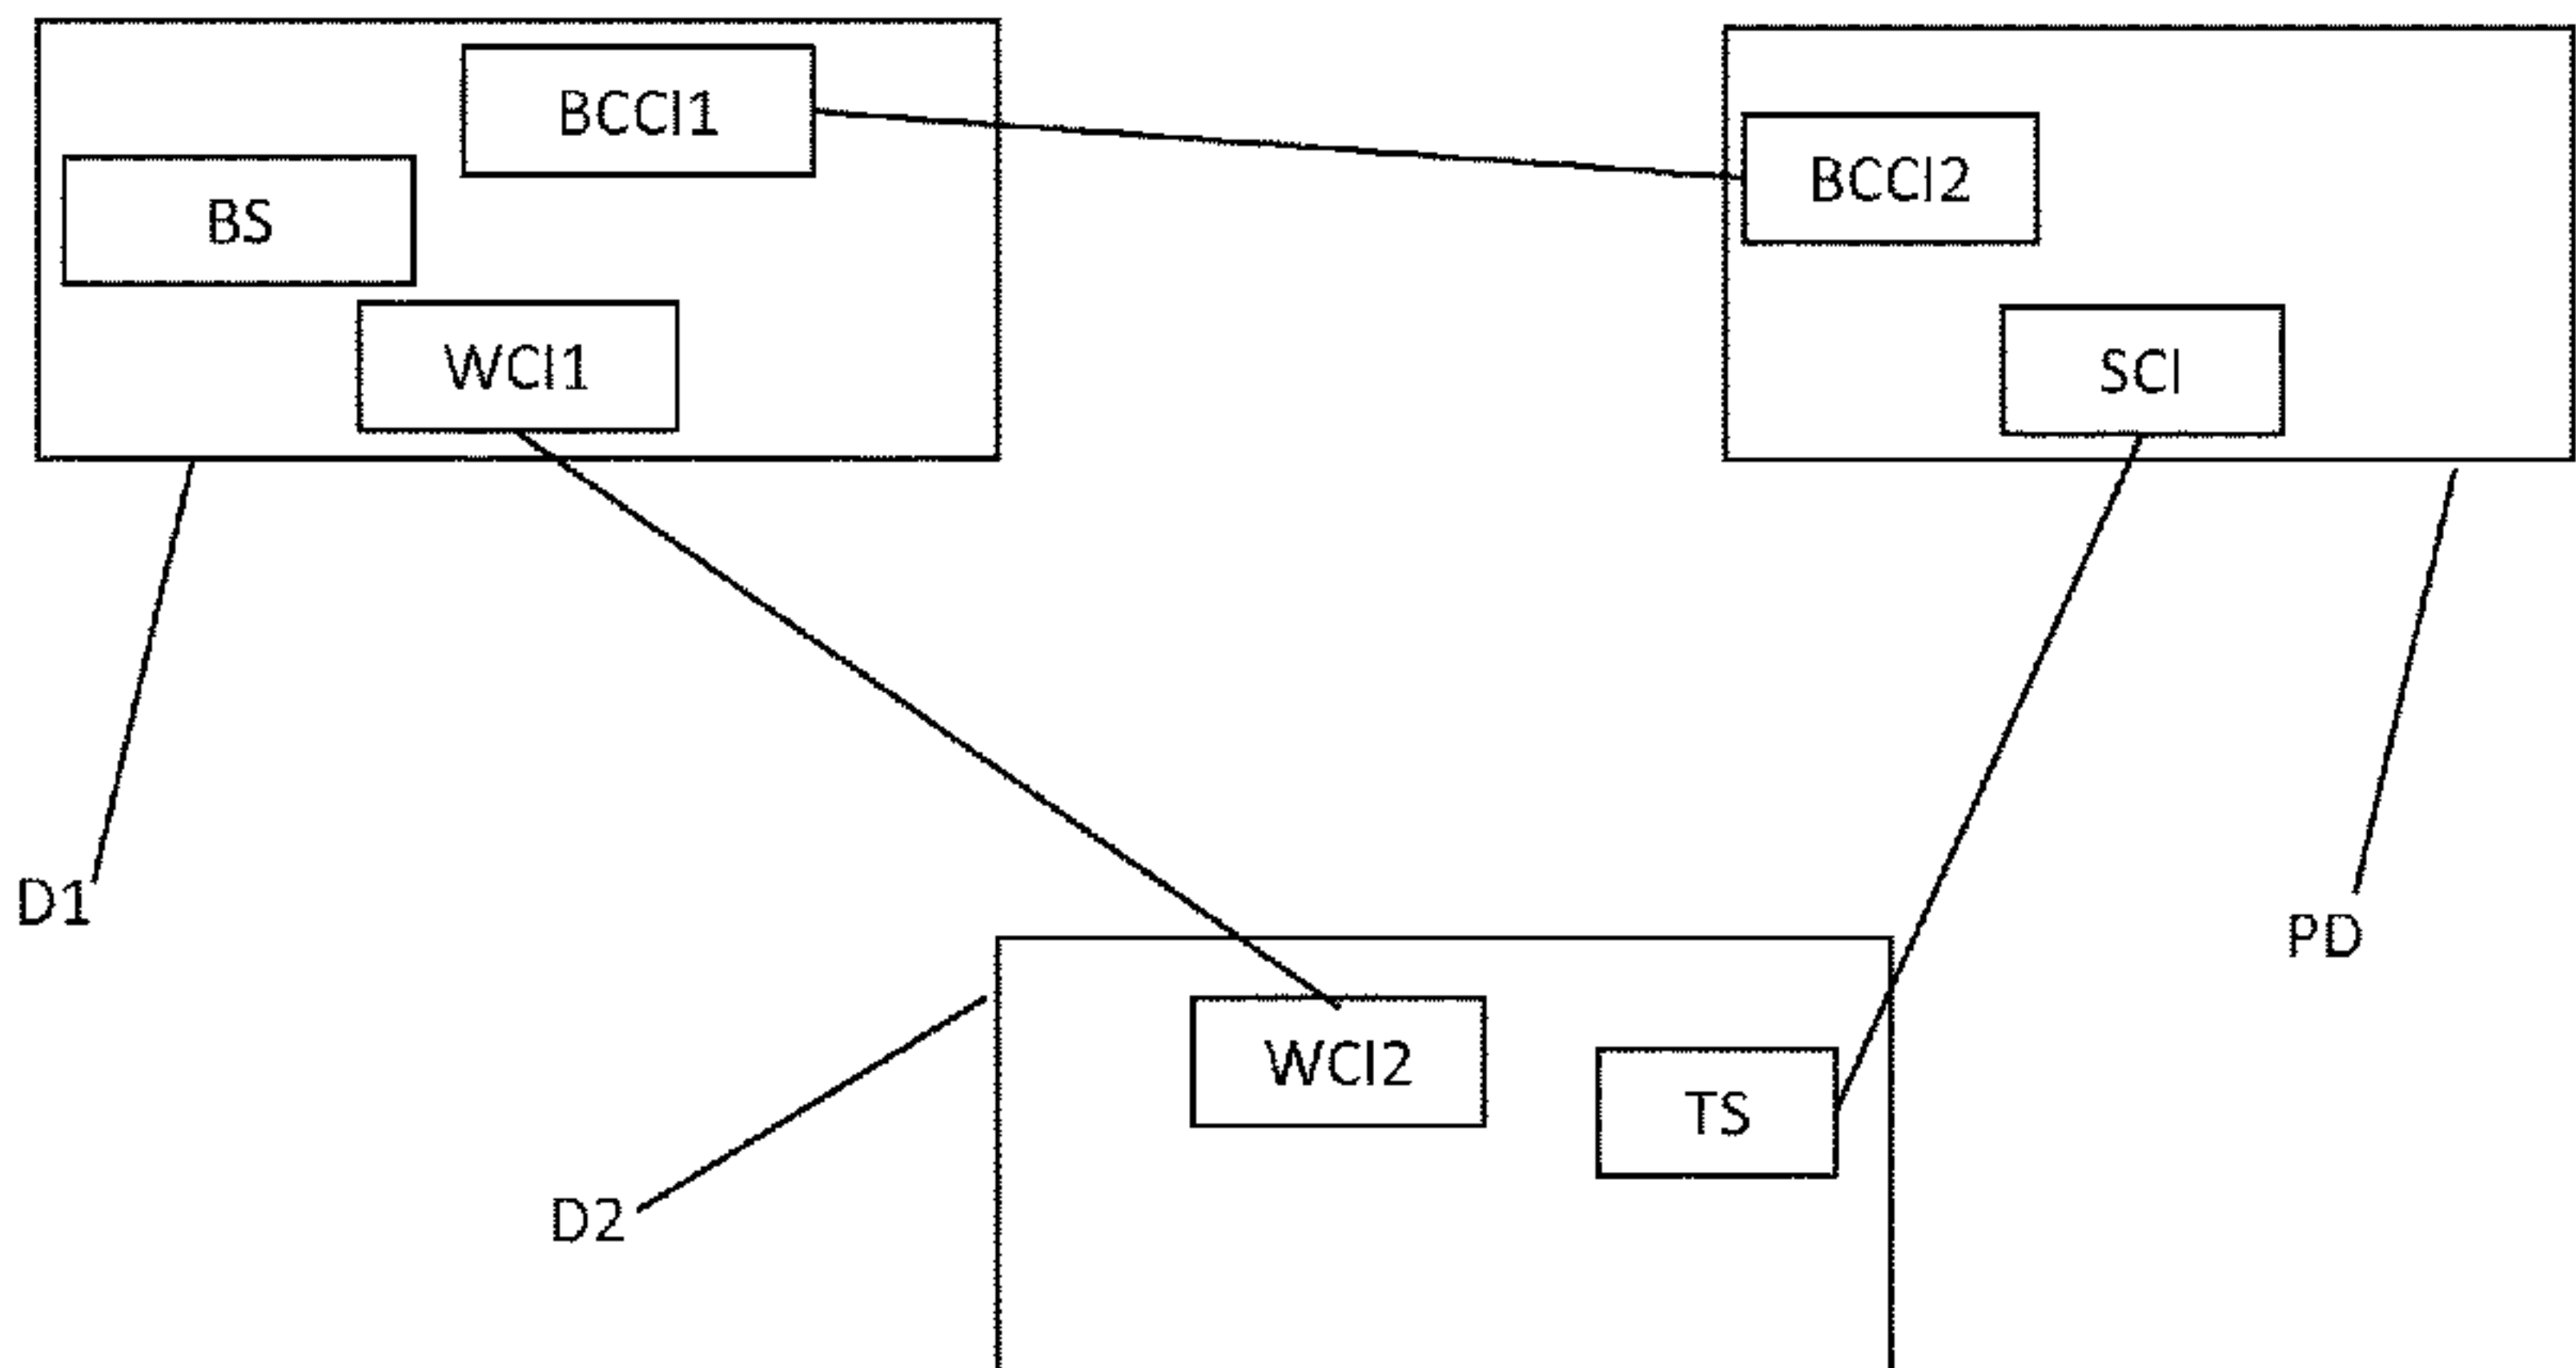 BCCI1
BCCI2
BS
WCI1
SCI
D1
PD
WCI2
TS
D2